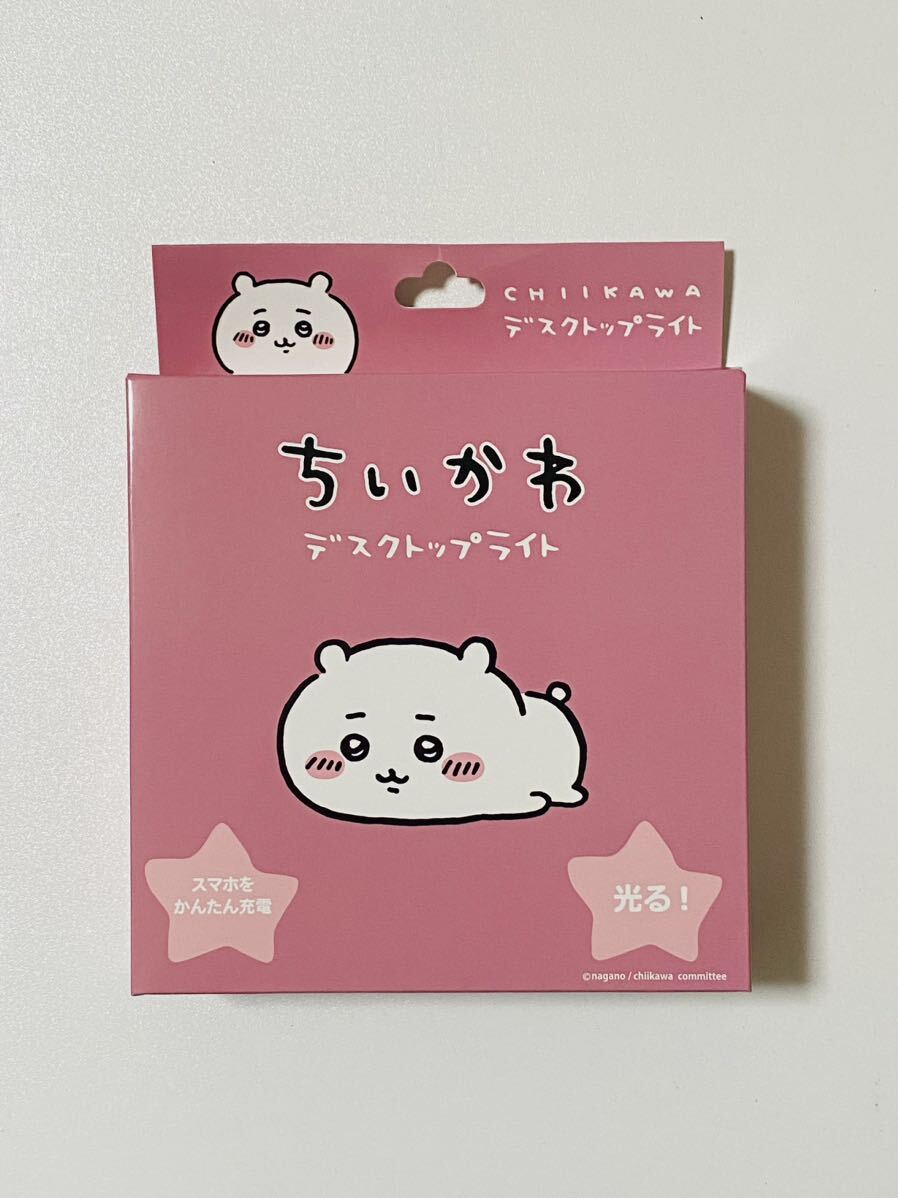 CHIIKAWA
デスクトップライト
ちいかわ
デスクトップライト
スマホを
かんたん充電
光る！
©nagano / chiikawa committee